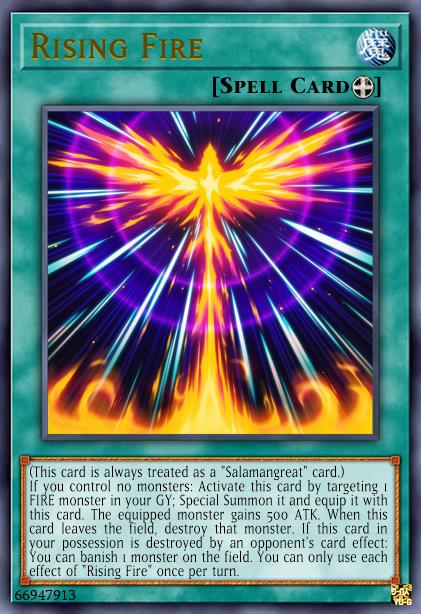 Rising Fire
魔
[Spell Card]
(This card is always treated as a "Salamangreat" card.)
If you control no monsters: Activate this card by targeting 1
FIRE monster in your GY; Special Summon it and equip it with
this card. The equipped monster gains 500 ATK. When this
card leaves the field, destroy that monster. If this card in
your possession is destroyed by an opponent's card effect:
You can banish 1 monster on the field. You can only use each
effect of "Rising Fire" once per turn.
66947913